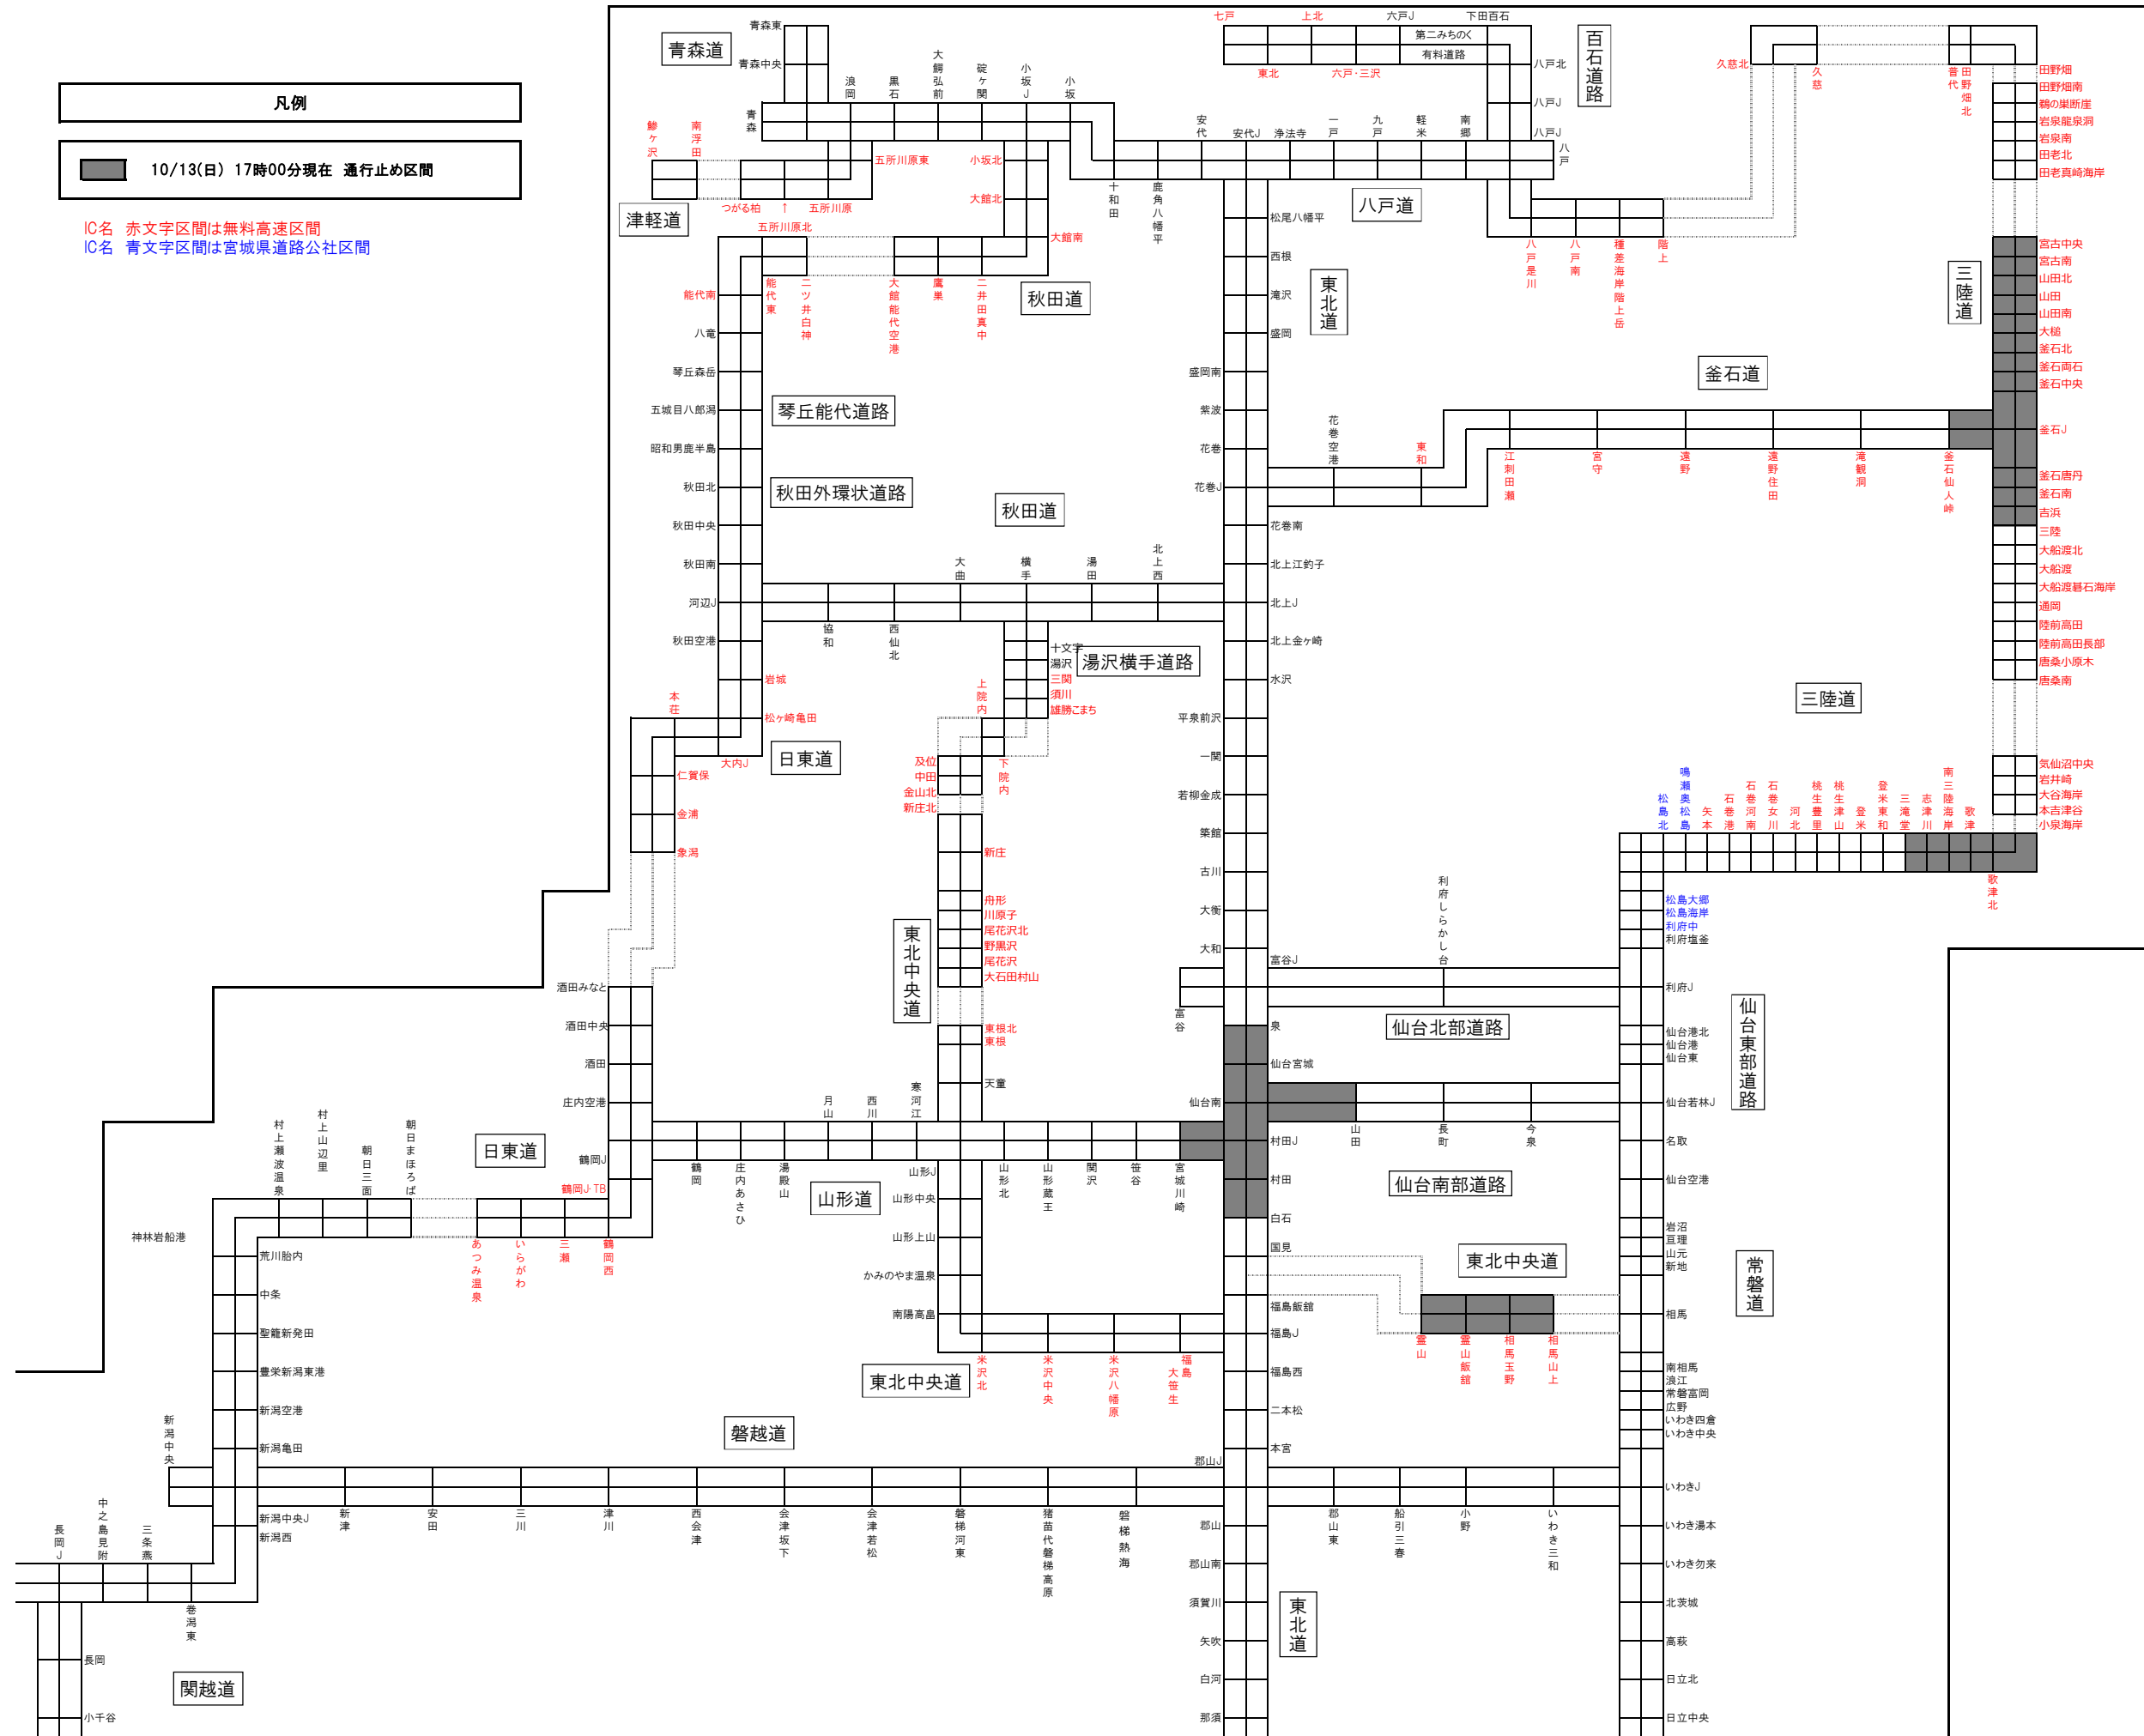 凡例
10/13(日) 17時00分現在 通行止め区間
IC名 赤文字区間は無料高速区間
IC名 青文字区間は宮城県道路公社区間
青森道
青森東
青森中央
青森
浪岡
黒石
大鰐弘前
碇ヶ関
小坂J
小坂
鰺ヶ沢
南浮田
五所川原東
つがる柏
↑
五所川原
五所川原北
津軽道
小坂北
大館北
大館南
十和田
鹿角八幡平
安代
安代J
浄法寺
一戸
九戸
軽米
南郷
八戸
八戸道
七戸
上北
六戸J
下田百石
第二みちのく
有料道路
東北
六戸・三沢
八戸北
八戸J
八戸J
百石道路
八戸是川
八戸南
種差海岸階上岳
階上
久慈北
久慈
普代
田野畑北
田野畑
田野畑南
鵜の巣断崖
岩泉龍泉洞
岩泉南
田老北
田老真崎海岸
宮古中央
宮古南
山田北
山田
山田南
大槌
釜石北
釜石両石
釜石中央
釜石J
釜石唐丹
釜石南
吉浜
三陸
大船渡北
大船渡
大船渡碁石海岸
通岡
陸前高田
陸前高田長部
唐桑小原木
唐桑南
三陸道
気仙沼中央
岩井崎
大谷海岸
本吉津谷
小泉海岸
能代東
二ツ井白神
大館能代空港
鷹巣
二井田真中
秋田道
能代南
八竜
琴丘森岳
五城目八郎潟
昭和男鹿半島
秋田北
秋田中央
秋田南
河辺J
秋田空港
岩城
松ヶ崎亀田
大内J
本荘
仁賀保
金浦
象潟
琴丘能代道路
秋田外環状道路
秋田道
日東道
松尾八幡平
西根
滝沢
盛岡
盛岡南
紫波
花巻
花巻J
花巻南
北上江釣子
北上J
北上金ヶ崎
水沢
平泉前沢
一関
若柳金成
築館
古川
大衡
大和
東北道
釜石道
花巻空港
東和
江刺田瀬
宮守
遠野
遠野住田
滝観洞
釜石仙人峠
協和
西仙北
大曲
横手
湯田
北上西
十文字
湯沢
三関
須川
雄勝こまち
湯沢横手道路
上院内
下院内
及位
中田
金山北
新庄北
新庄
舟形
川原子
尾花沢北
野黒沢
尾花沢
大石田村山
東根北
東根
天童
東北中央道
三陸道
松島北
鳴瀬奥松島
矢本
石巻港
石巻河南
石巻女川
河北
桃生豊里
桃生津山
登米
登米東和
三滝堂
志津川
南三陸海岸
歌津
歌津北
松島大郷
松島海岸
利府中
利府塩釜
利府J
利府しらかし台
富谷J
富谷
泉
仙台宮城
仙台南
村田J
村田
白石
国見
福島飯舘
福島J
福島西
二本松
本宮
郡山J
郡山
郡山南
須賀川
矢吹
白河
那須
仙台北部道路
仙台東部道路
仙台港北
仙台港
仙台東
仙台若林J
名取
仙台空港
岩沼
亘理
山元
新地
相馬
南相馬
浪江
常磐富岡
広野
いわき四倉
いわき中央
いわきJ
いわき湯本
いわき勿来
北茨城
高萩
日立北
日立中央
常磐道
山田
長町
今泉
仙台南部道路
東北中央道
霊山
霊山飯舘
相馬玉野
相馬山上
酒田みなと
酒田中央
酒田
庄内空港
鶴岡J
鶴岡J・TB
日東道
鶴岡
庄内あさひ
湯殿山
月山
西川
寒河江
山形J
山形北
山形蔵王
関沢
笹谷
宮城川崎
山形道
山形中央
山形上山
かみのやま温泉
南陽高畠
米沢北
米沢中央
米沢八幡原
福島大笹生
東北中央道
村上瀬波温泉
村上山辺里
朝日三面
朝日まほろば
あつみ温泉
いらがわ
三瀬
鶴岡西
神林岩船港
荒川胎内
中条
聖籠新発田
豊栄新潟東港
新潟空港
新潟亀田
新潟中央
新潟中央J
新潟西
磐越道
新津
安田
三川
津川
西会津
会津坂下
会津若松
磐梯河東
猪苗代磐梯高原
磐梯熱海
郡山東
船引三春
小野
いわき三和
長岡J
中之島見附
三条燕
巻潟東
長岡
小千谷
関越道
東北道